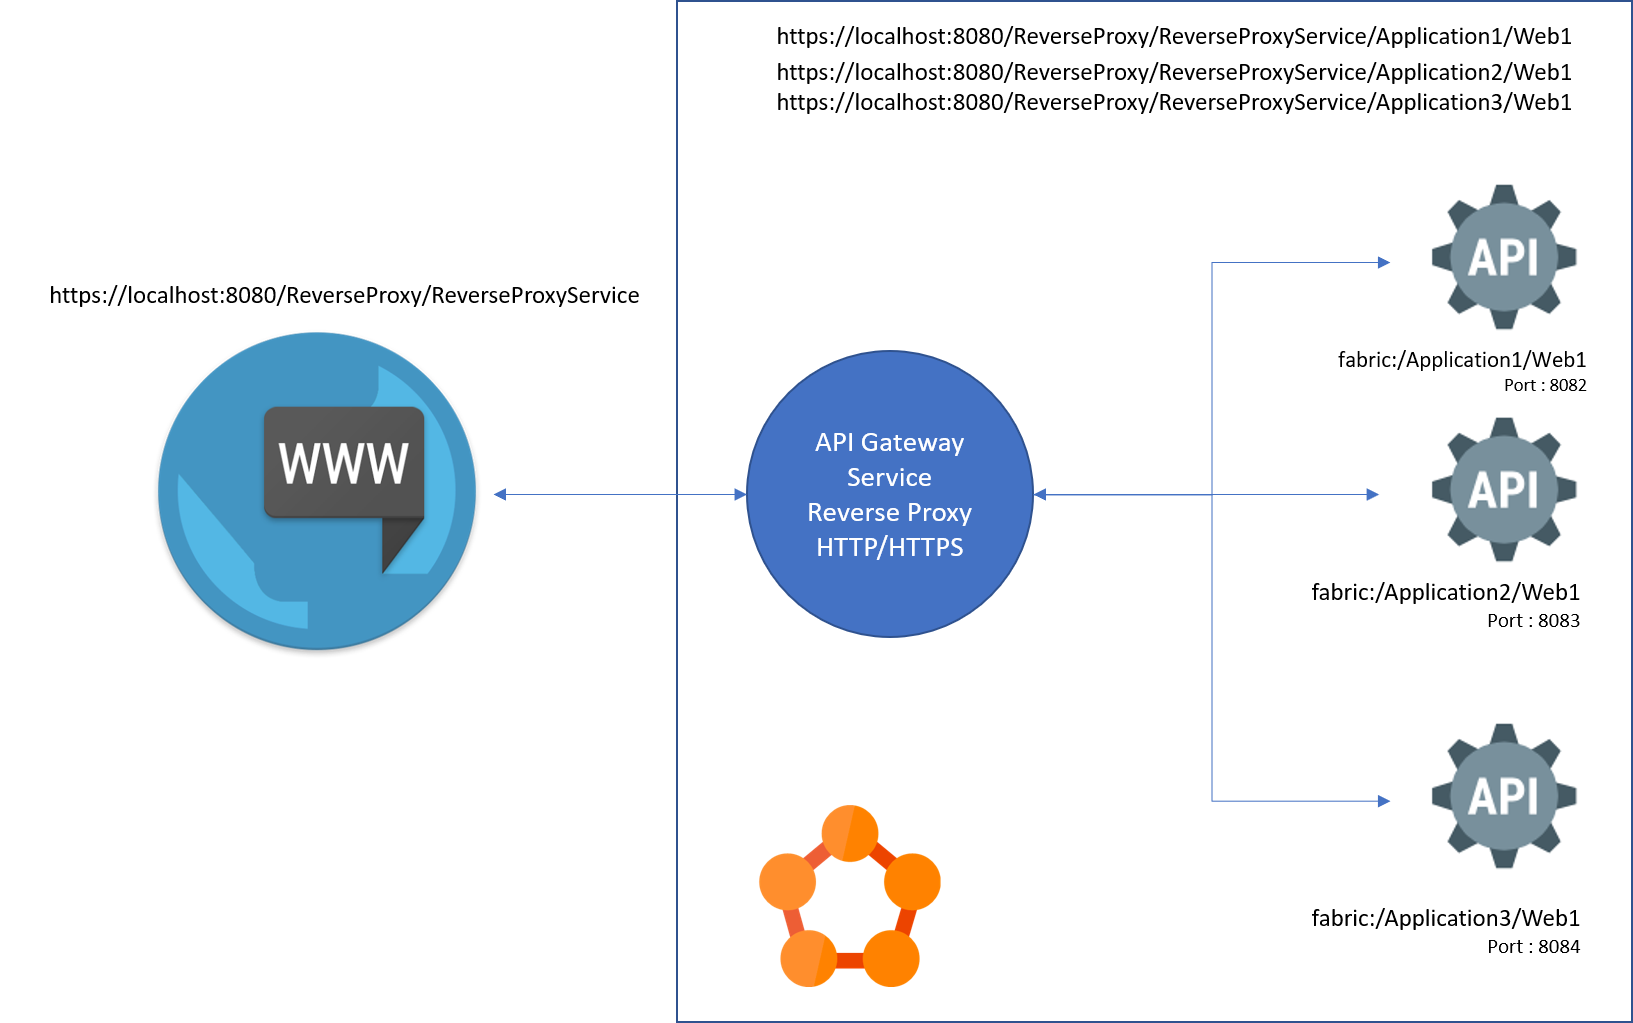 https://localhost:8080/ReverseProxy/ReverseProxyService/Application1/Web1
https://localhost:8080/ReverseProxy/ReverseProxyService/Application2/Web1
https://localhost:8080/ReverseProxy/ReverseProxyService/Application3/Web1
https://localhost:8080/ReverseProxy/ReverseProxyService
WWW
API Gateway
Service
Reverse Proxy
HTTP/HTTPS
API
fabric:/Application1/Web1
Port : 8082
API
fabric:/Application2/Web1
Port : 8083
API
fabric:/Application3/Web1
Port : 8084